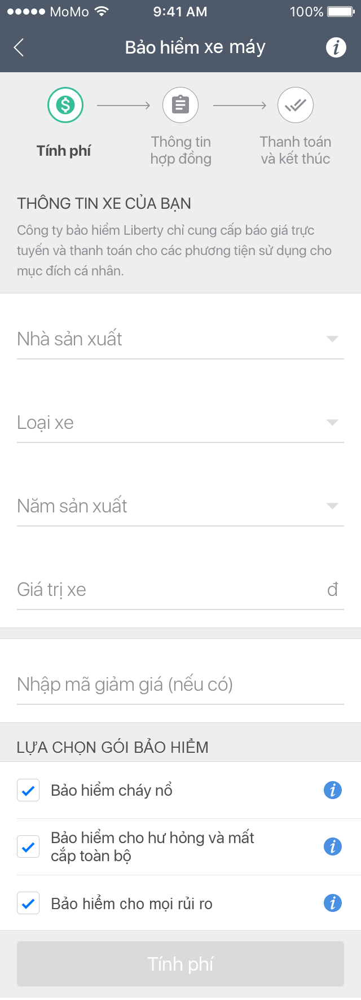 MoMo 9:41 AM 100%
Bảo hiểm xe máy
Tính phí
Thông tin
hợp đồng
Thanh toán
và kết thúc
THÔNG TIN XE CỦA BẠN
Công ty bảo hiểm Liberty chỉ cung cấp báo giá trực
tuyến và thanh toán cho các phương tiện sử dụng cho
mục đích cá nhân.
Nhà sản xuất
Loại xe
Năm sản xuất
Giá trị xe đ
Nhập mã giảm giá (nếu có)
LỰA CHỌN GÓI BẢO HIỂM
Bảo hiểm cháy nổ
Bảo hiểm cho hư hỏng và mất
cắp toàn bộ
Bảo hiểm cho mọi rủi ro
Tính phí